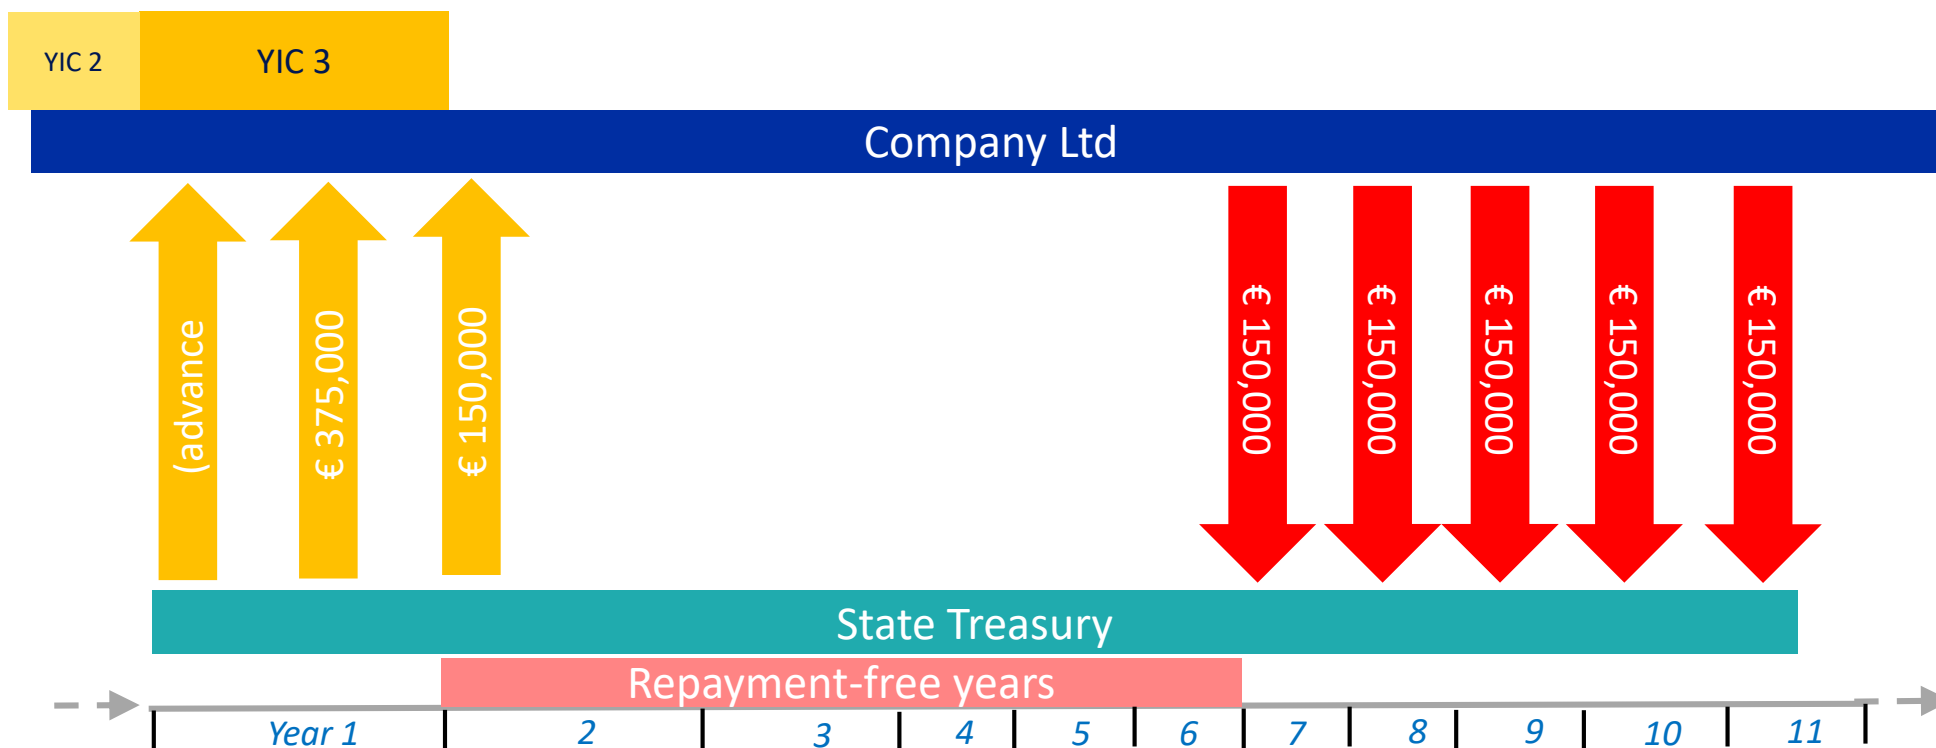 YIC 2
YIC 3
Company Ltd
(advance
€ 375,000
€ 150,000
€ 150,000
€ 150,000
€ 150,000
€ 150,000
€ 150,000
State Treasury
Repayment-free years
Year 1
2
3
4
5
6
7
8
9
10
11